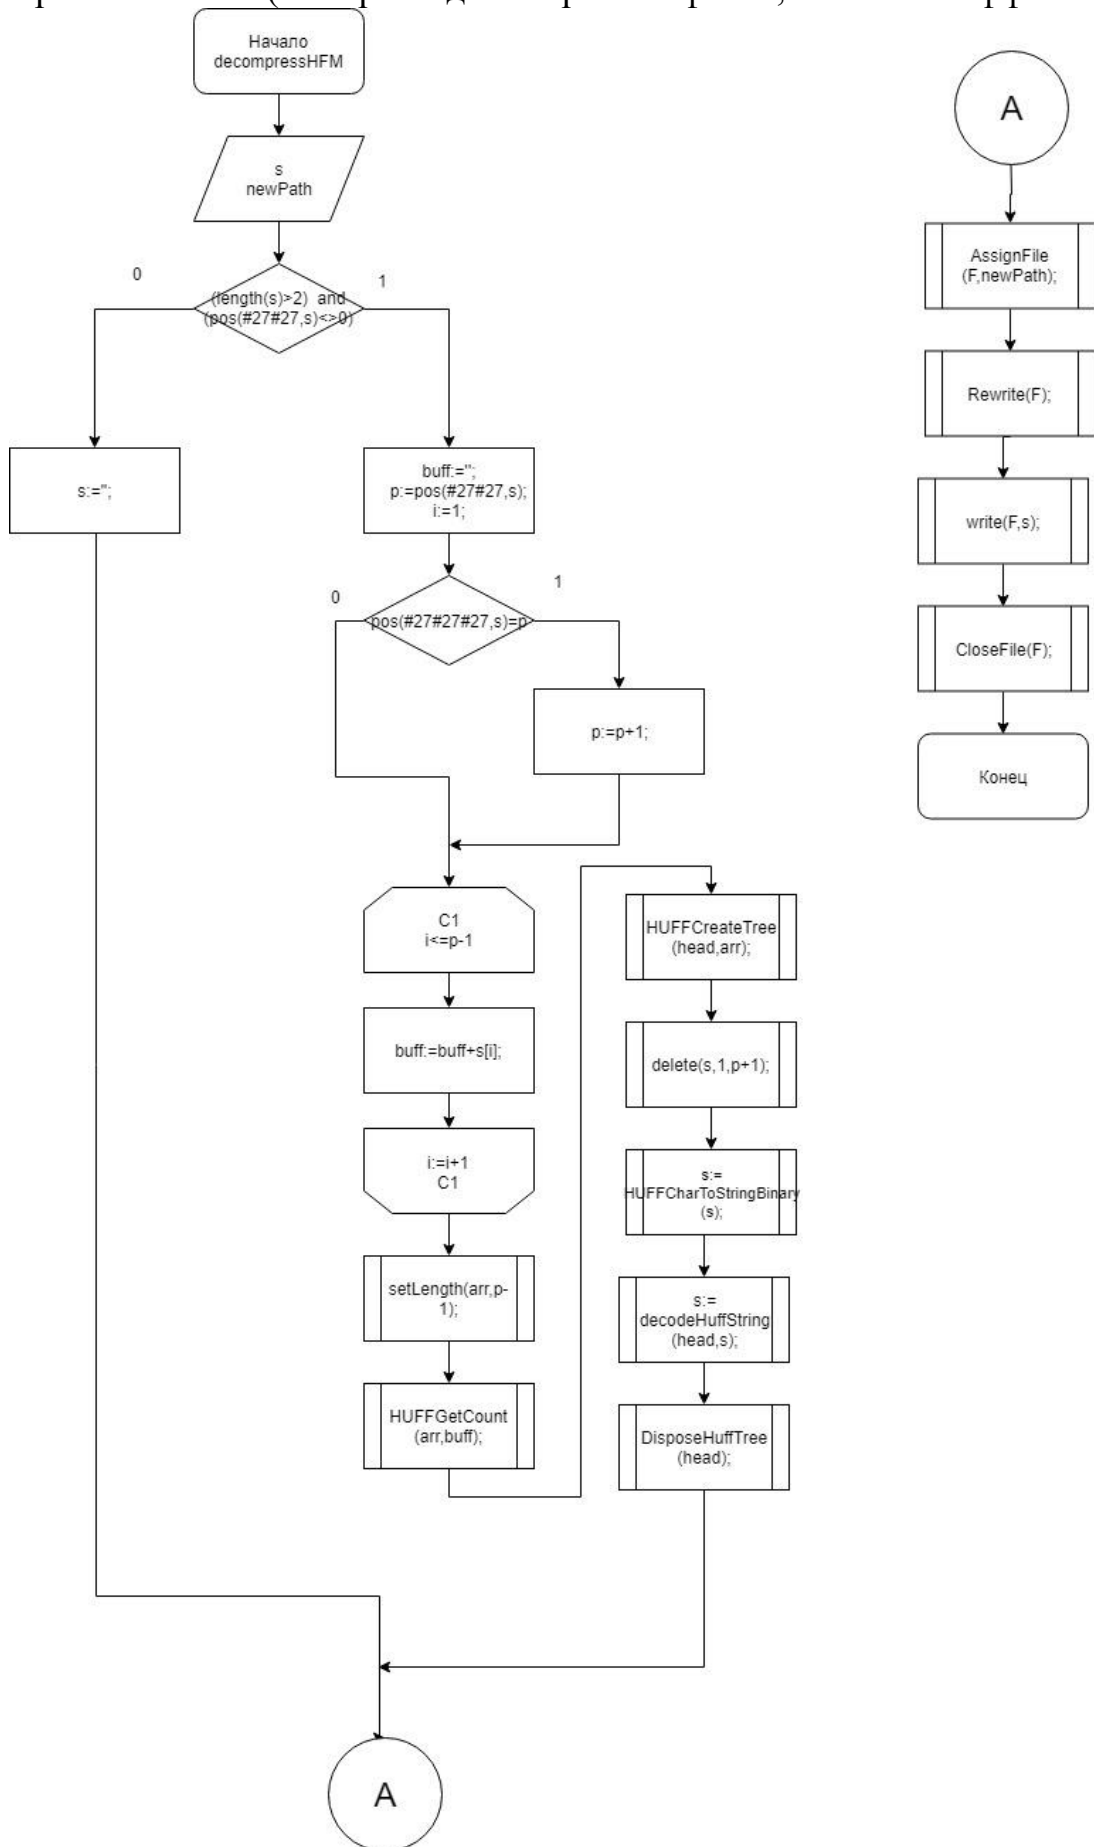 Начало
decompressHFM
s
newPath
0
1
(length(s)>2) and
(pos(#27#27,s)<>0)
s:='';
buff:='';
p:=pos(#27#27,s);
i:=1;
0
1
pos(#27#27#27,s)=p
p:=p+1;
C1
i<=p-1
buff:=buff+s[i];
i:=i+1
C1
setLength(arr,p-
1);
HUFFGetCount
(arr,buff);
HUFFCreateTree
(head,arr);
delete(s,1,p+1);
s:=
HUFFCharToStringBinary
(s);
s:=
decodeHuffString
(head,s);
DisposeHuffTree
(head);
A
A
AssignFile
(F,newPath);
Rewrite(F);
write(F,s);
CloseFile(F);
Конец